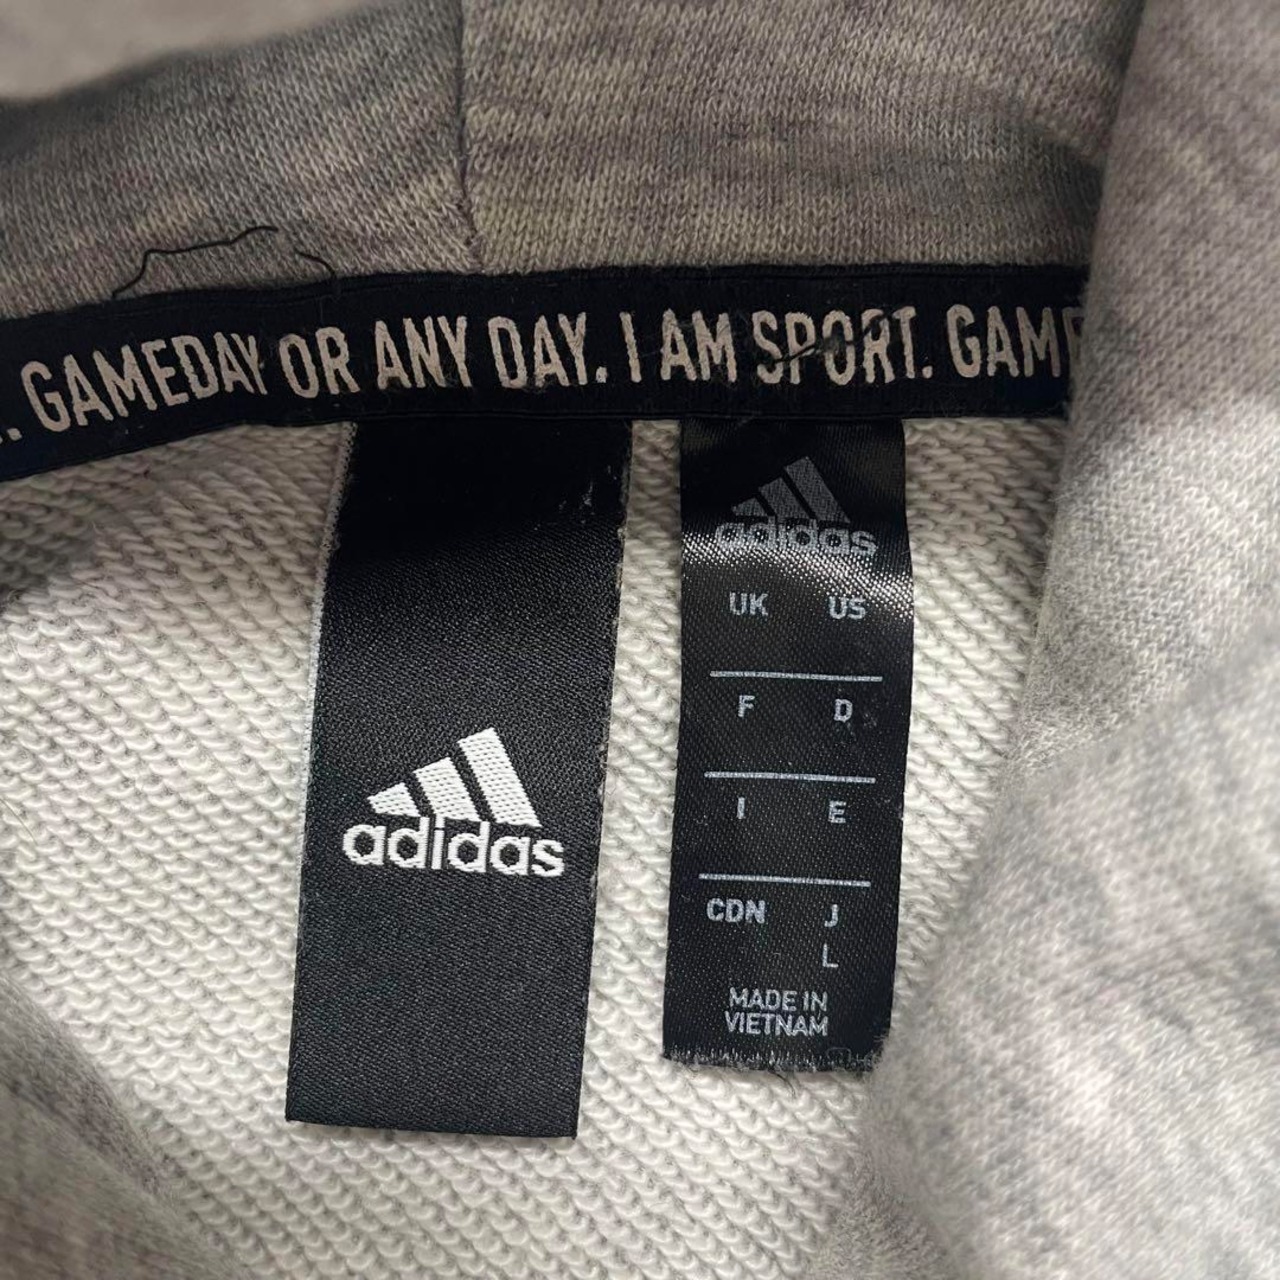 . GAMEDAY OR ANY DAY. I AM SPORT. GAME
adidas
adidas
UK US
F D
I E
CDN J
L
MADE IN
VIETNAM